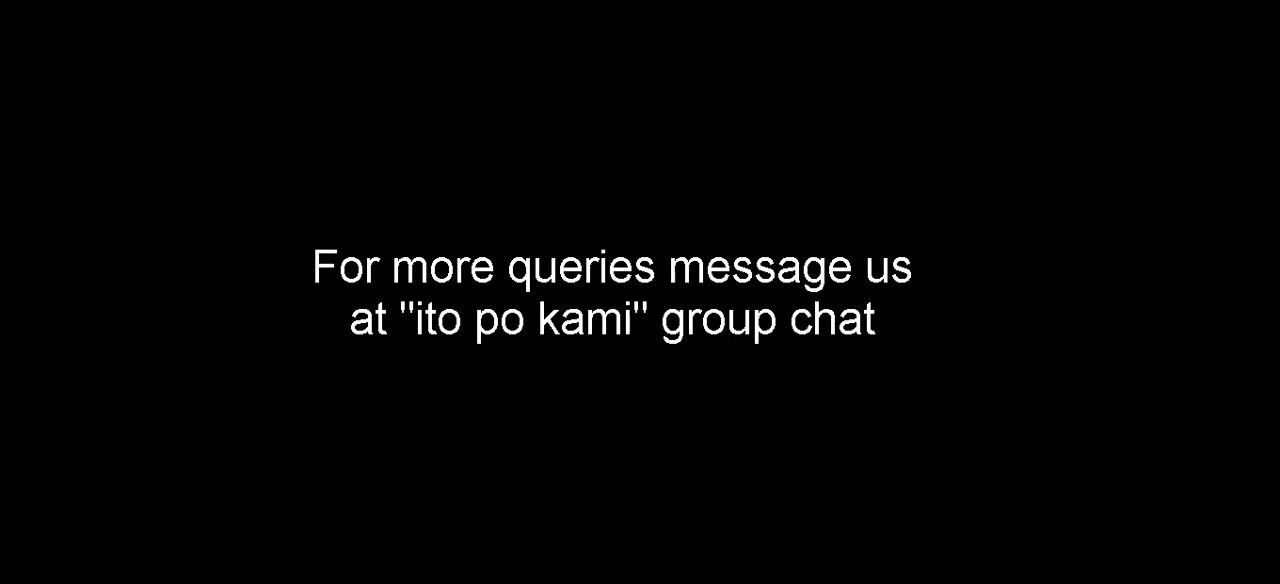 For more queries message us
at "ito po kami" group chat